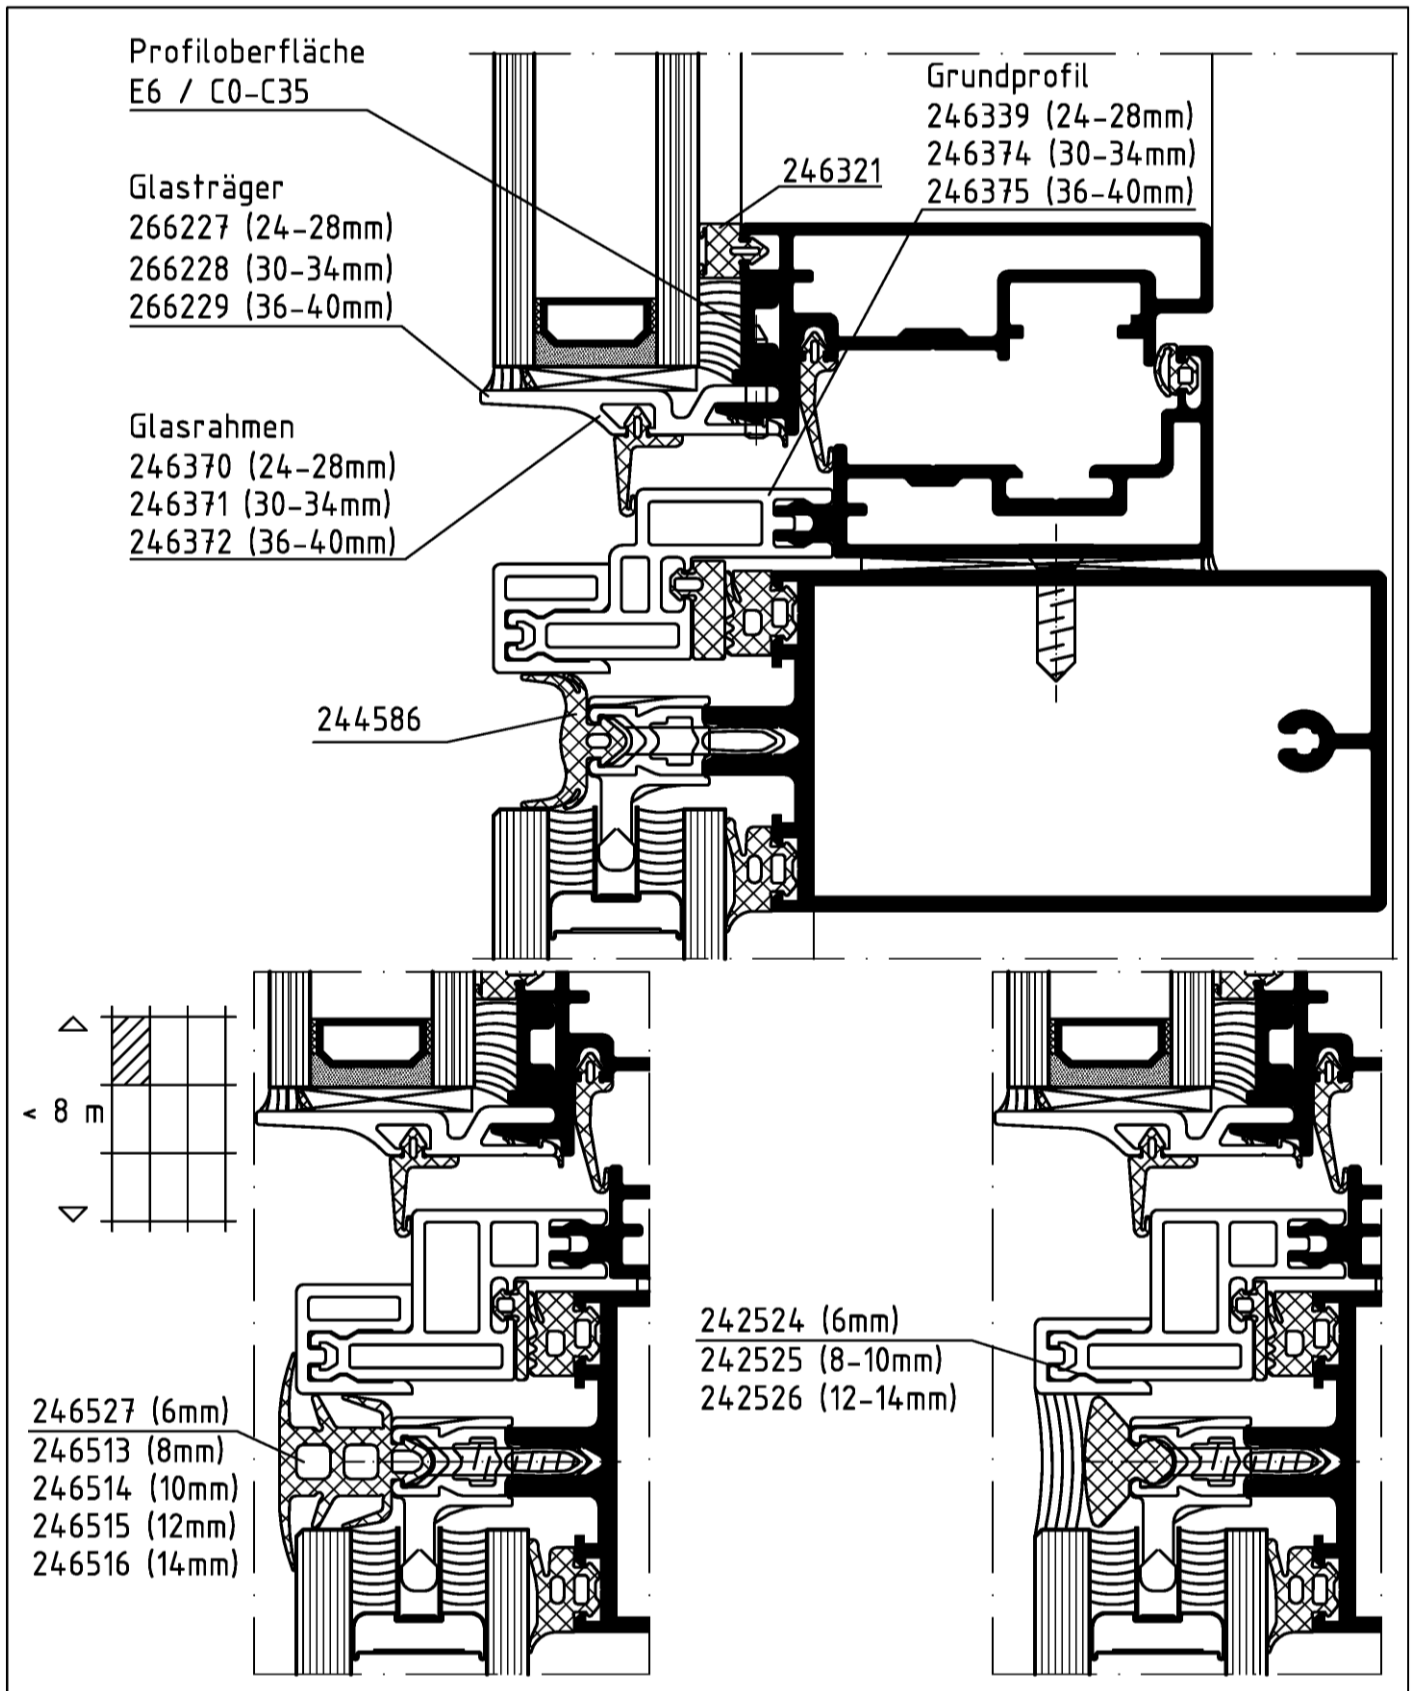 Profiloberfläche
E6 / C0-C35
Glasträger
266227 (24-28mm)
266228 (30-34mm)
266229 (36-40mm)
Glasrahmen
246370 (24-28mm)
246371 (30-34mm)
246372 (36-40mm)
246321
Grundprofil
246339 (24-28mm)
246374 (30-34mm)
246375 (36-40mm)
244586
< 8 m
246527 (6mm)
246513 (8mm)
246514 (10mm)
246515 (12mm)
246516 (14mm)
242524 (6mm)
242525 (8-10mm)
242526 (12-14mm)